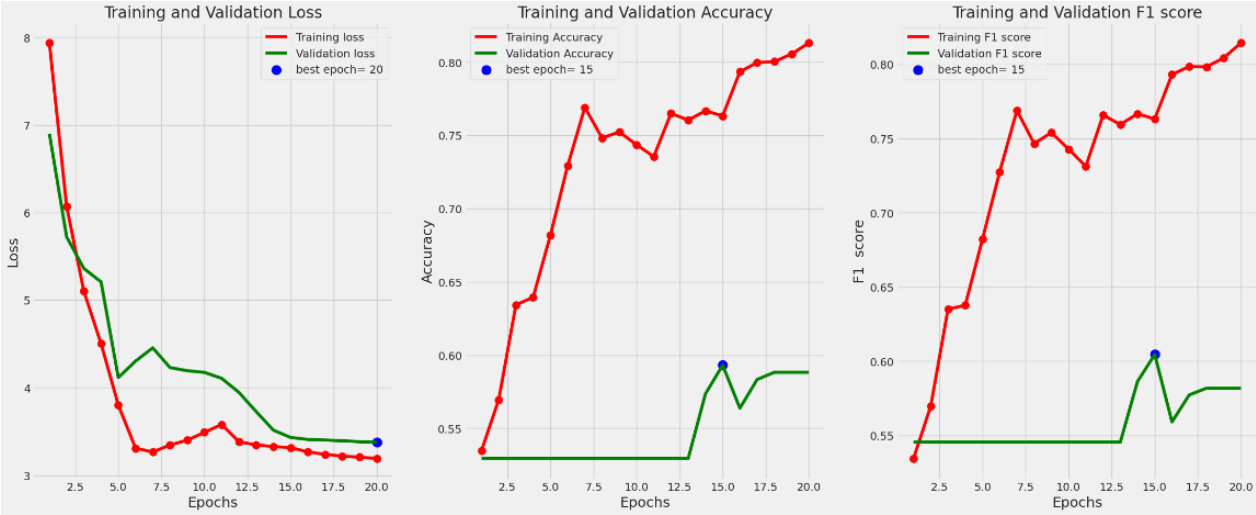 Training and Validation Loss
Training loss
Validation loss
best epoch= 20
8
7
6
5
4
3
Loss
2.5
5.0
7.5
10.0
12.5
15.0
17.5
20.0
Epochs
Training and Validation Accuracy
Training Accuracy
Validation Accuracy
best epoch= 15
0.80
0.75
0.70
0.65
0.60
0.55
Accuracy
2.5
5.0
7.5
10.0
12.5
15.0
17.5
20.0
Epochs
Training and Validation F1 score
Training F1 score
Validation F1 score
best epoch= 15
0.80
0.75
0.70
0.65
0.60
0.55
F1 score
2.5
5.0
7.5
10.0
12.5
15.0
17.5
20.0
Epochs